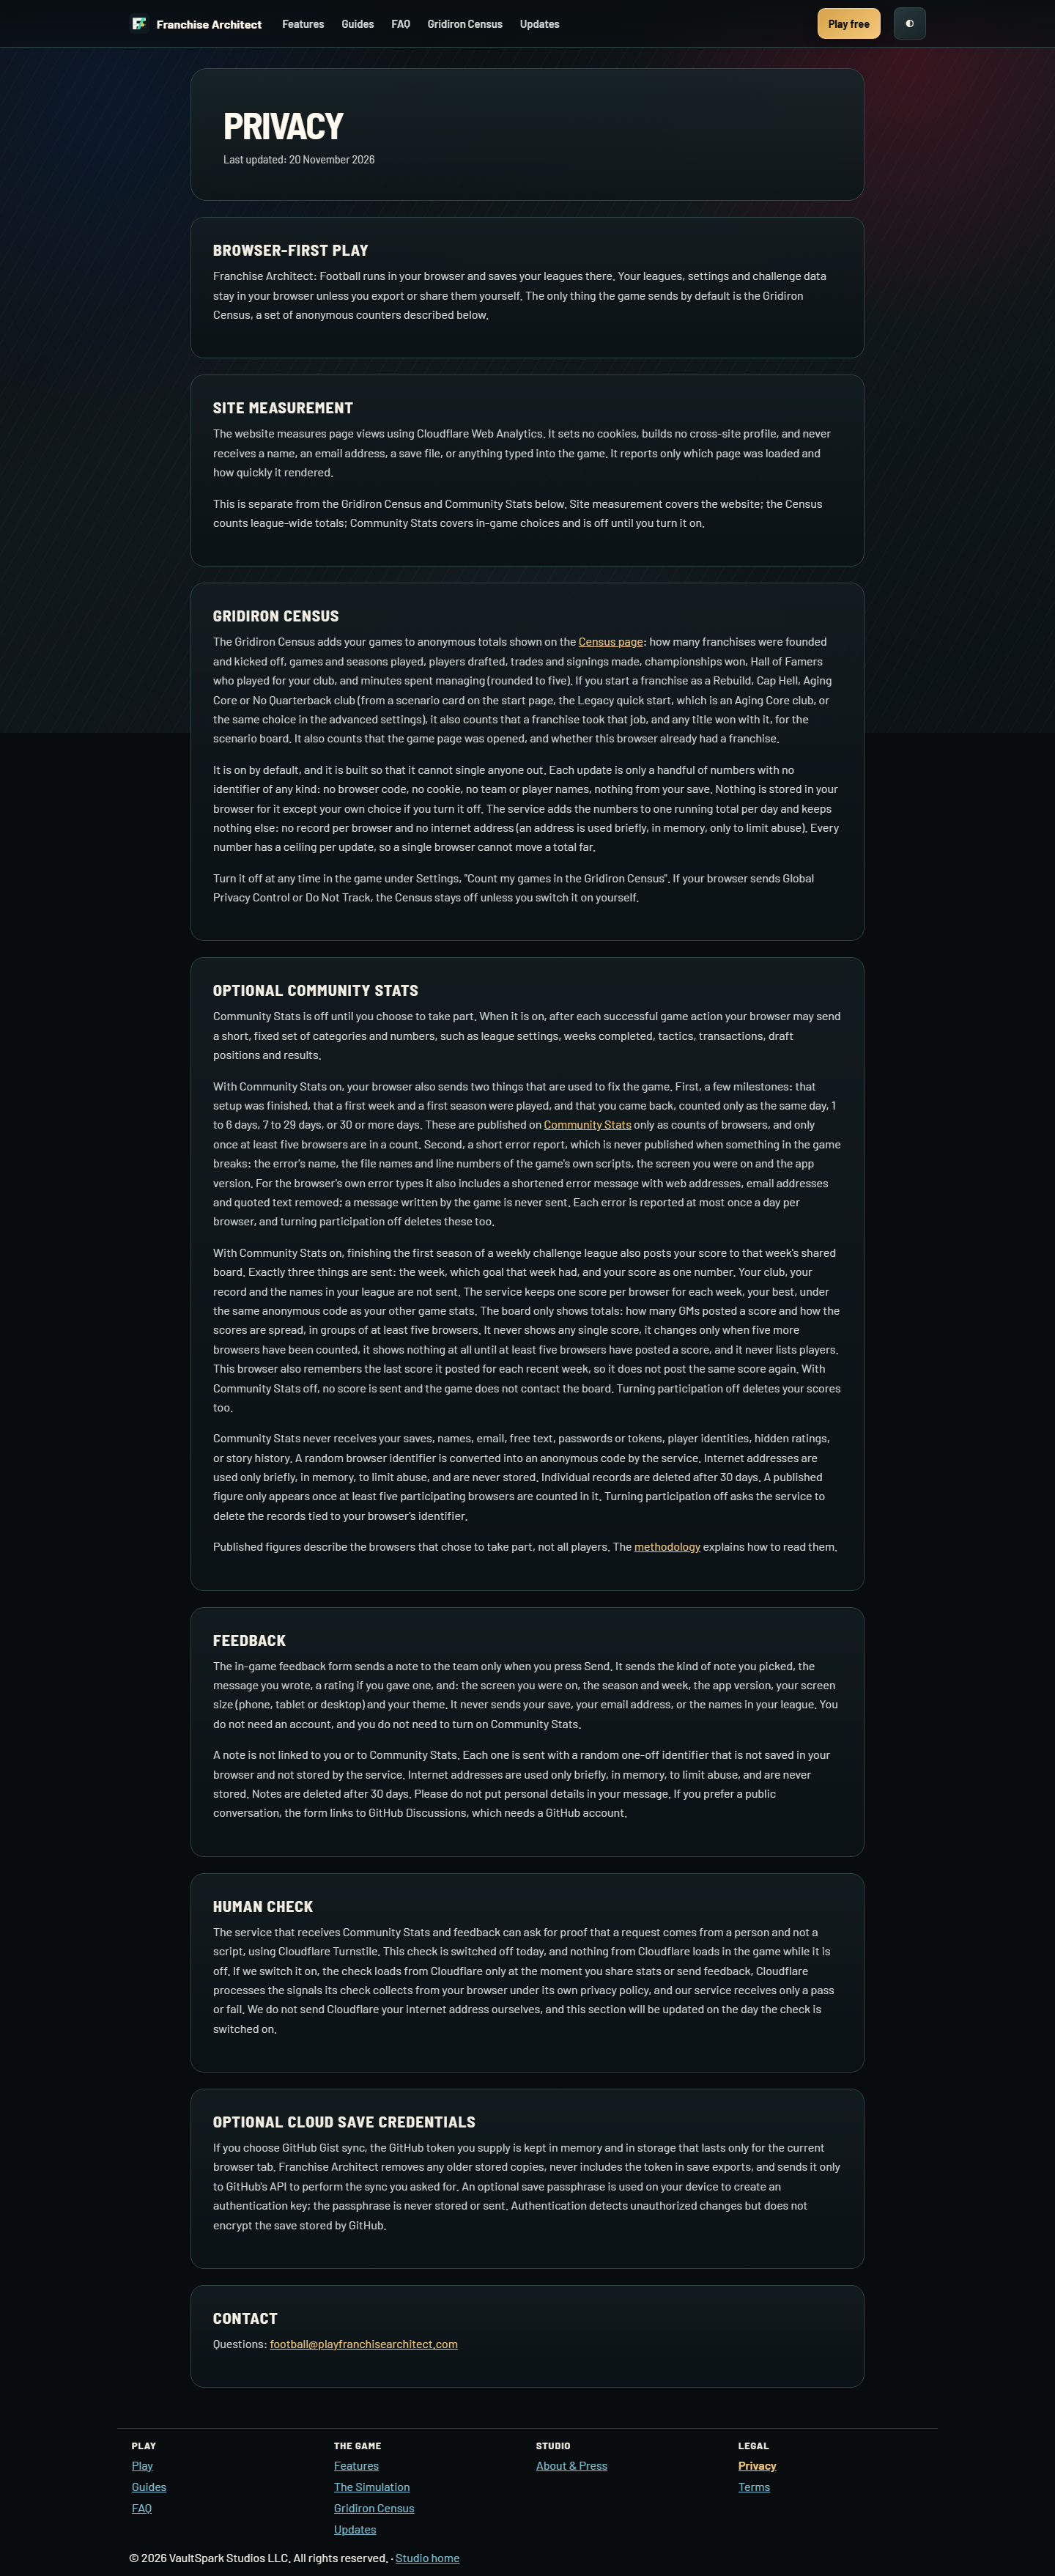 Franchise Architect Features Guides FAQ Gridiron Census Updates Play free
PRIVACY
Last updated: 20 November 2026
BROWSER-FIRST PLAY
Franchise Architect: Football runs in your browser and saves your leagues there. Your leagues, settings and challenge data
stay in your browser unless you export or share them yourself. The only thing the game sends by default is the Gridiron
Census, a set of anonymous counters described below.
SITE MEASUREMENT
The website measures page views using Cloudflare Web Analytics. It sets no cookies, builds no cross-site profile, and never
receives a name, an email address, a save file, or anything typed into the game. It reports only which page was loaded and
how quickly it rendered.
This is separate from the Gridiron Census and Community Stats below. Site measurement covers the website; the Census
counts league-wide totals; Community Stats covers in-game choices and is off until you turn it on.
GRIDIRON CENSUS
The Gridiron Census adds your games to anonymous totals shown on the Census page: how many franchises were founded
and kicked off, games and seasons played, players drafted, trades and signings made, championships won, Hall of Famers
who played for your club, and minutes spent managing (rounded to five). If you start a franchise as a Rebuild, Cap Hell, Aging
Core or No Quarterback club (from a scenario card on the start page, the Legacy quick start, which is an Aging Core club, or
the same choice in the advanced settings), it also counts that a franchise took that job, and any title won with it, for the
scenario board. It also counts that the game page was opened, and whether this browser already had a franchise.
It is on by default, and it is built so that it cannot single anyone out. Each update is only a handful of numbers with no
identifier of any kind: no browser code, no cookie, no team or player names, nothing from your save. Nothing is stored in your
browser for it except your own choice if you turn it off. The service adds the numbers to one running total per day and keeps
nothing else: no record per browser and no internet address (an address is used briefly, in memory, only to limit abuse). Every
number has a ceiling per update, so a single browser cannot move a total far.
Turn it off at any time in the game under Settings, "Count my games in the Gridiron Census". If your browser sends Global
Privacy Control or Do Not Track, the Census stays off unless you switch it on yourself.
OPTIONAL COMMUNITY STATS
Community Stats is off until you choose to take part. When it is on, after each successful game action your browser may send
a short, fixed set of categories and numbers, such as league settings, weeks completed, tactics, transactions, draft
positions and results.
With Community Stats on, your browser also sends two things that are used to fix the game. First, a few milestones: that
setup was finished, that a first week and a first season were played, and that you came back, counted only as the same day, 1
to 6 days, 7 to 29 days, or 30 or more days. These are published on Community Stats only as counts of browsers, and only
once at least five browsers are in a count. Second, a short error report, which is never published when something in the game
breaks: the error's name, the file names and line numbers of the game's own scripts, the screen you were on and the app
version. For the browser's own error types it also includes a shortened error message with web addresses, email addresses
and quoted text removed; a message written by the game is never sent. Each error is reported at most once a day per
browser, and turning participation off deletes these too.
With Community Stats on, finishing the first season of a weekly challenge league also posts your score to that week's shared
board. Exactly three things are sent: the week, which goal that week had, and your score as one number. Your club, your
record and the names in your league are not sent. The service keeps one score per browser for each week, your best, under
the same anonymous code as your other game stats. The board only shows totals: how many GMs posted a score and how the
scores are spread, in groups of at least five browsers. It never shows any single score, it changes only when five more
browsers have been counted, it shows nothing at all until at least five browsers have posted a score, and it never lists players.
This browser also remembers the last score it posted for each recent week, so it does not post the same score again. With
Community Stats off, no score is sent and the game does not contact the board. Turning participation off deletes your scores
too.
Community Stats never receives your saves, names, email, free text, passwords or tokens, player identities, hidden ratings,
or story history. A random browser identifier is converted into an anonymous code by the service. Internet addresses are
used only briefly, in memory, to limit abuse, and are never stored. Individual records are deleted after 30 days. A published
figure only appears once at least five participating browsers are counted in it. Turning participation off asks the service to
delete the records tied to your browser's identifier.
Published figures describe the browsers that chose to take part, not all players. The methodology explains how to read them.
FEEDBACK
The in-game feedback form sends a note to the team only when you press Send. It sends the kind of note you picked, the
message you wrote, a rating if you gave one, and: the screen you were on, the season and week, the app version, your screen
size (phone, tablet or desktop) and your theme. It never sends your save, your email address, or the names in your league. You
do not need an account, and you do not need to turn on Community Stats.
A note is not linked to you or to Community Stats. Each one is sent with a random one-off identifier that is not saved in your
browser and not stored by the service. Internet addresses are used only briefly, in memory, to limit abuse, and are never
stored. Notes are deleted after 30 days. Please do not put personal details in your message. If you prefer a public
conversation, the form links to GitHub Discussions, which needs a GitHub account.
HUMAN CHECK
The service that receives Community Stats and feedback can ask for proof that a request comes from a person and not a
script, using Cloudflare Turnstile. This check is switched off today, and nothing from Cloudflare loads in the game while it is
off. If we switch it on, the check loads from Cloudflare only at the moment you share stats or send feedback, Cloudflare
processes the signals its check collects from your browser under its own privacy policy, and our service receives only a pass
or fail. We do not send Cloudflare your internet address ourselves, and this section will be updated on the day the check is
switched on.
OPTIONAL CLOUD SAVE CREDENTIALS
If you choose GitHub Gist sync, the GitHub token you supply is kept in memory and in storage that lasts only for the current
browser tab. Franchise Architect removes any older stored copies, never includes the token in save exports, and sends it only
to GitHub's API to perform the sync you asked for. An optional save passphrase is used on your device to create an
authentication key; the passphrase is never stored or sent. Authentication detects unauthorized changes but does not
encrypt the save stored by GitHub.
CONTACT
Questions: football@playfranchisearchitect.com
PLAY
Play
Guides
FAQ
THE GAME
Features
The Simulation
Gridiron Census
Updates
STUDIO
About & Press
LEGAL
Privacy
Terms
© 2026 VaultSpark Studios LLC. All rights reserved. · Studio home